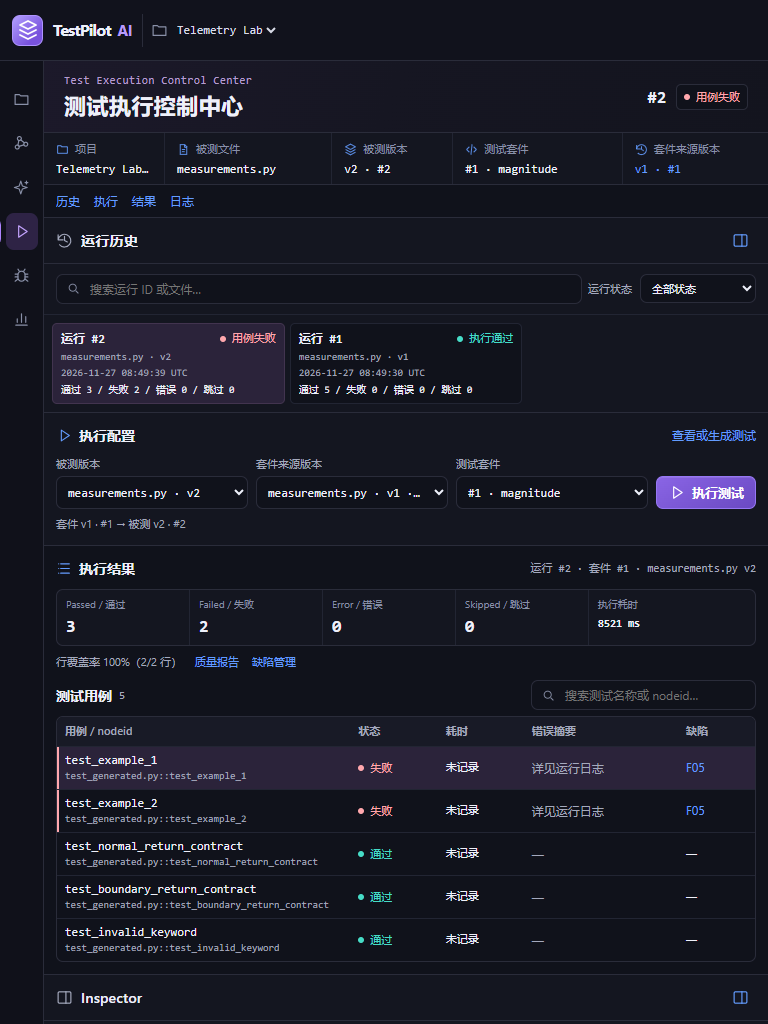 TestPilot AI
Telemetry Lab
Test Execution Control Center
测试执行控制中心
#2
用例失败
项目
被测文件
被测版本
测试套件
套件来源版本
Telemetry Lab…
measurements.py
v2 · #2
#1 · magnitude
v1 · #1
历史 执行 结果 日志
运行历史
搜索运行 ID 或文件...
运行状态
全部状态
运行 #2
用例失败
measurements.py · v2
2026-11-27 08:49:39 UTC
通过 3 / 失败 2 / 错误 0 / 跳过 0
运行 #1
执行通过
measurements.py · v1
2026-11-27 08:49:30 UTC
通过 5 / 失败 0 / 错误 0 / 跳过 0
执行配置
查看或生成测试
被测版本
套件来源版本
测试套件
measurements.py · v2
measurements.py · v1 ·…
#1 · magnitude
执行测试
套件 v1 · #1 → 被测 v2 · #2
执行结果
运行 #2 · 套件 #1 · measurements.py v2
Passed / 通过
3
Failed / 失败
2
Error / 错误
0
Skipped / 跳过
0
执行耗时
8521 ms
行覆盖率 100% (2/2 行)
质量报告
缺陷管理
测试用例 5
搜索测试名称或 nodeid...
用例 / nodeid 状态 耗时 错误摘要 缺陷
test_example_1
test_generated.py::test_example_1
失败 未记录 详见运行日志 F05
test_example_2
test_generated.py::test_example_2
失败 未记录 详见运行日志 F05
test_normal_return_contract
test_generated.py::test_normal_return_contract
通过 未记录 — —
test_boundary_return_contract
test_generated.py::test_boundary_return_contract
通过 未记录 — —
test_invalid_keyword
test_generated.py::test_invalid_keyword
通过 未记录 — —
Inspector